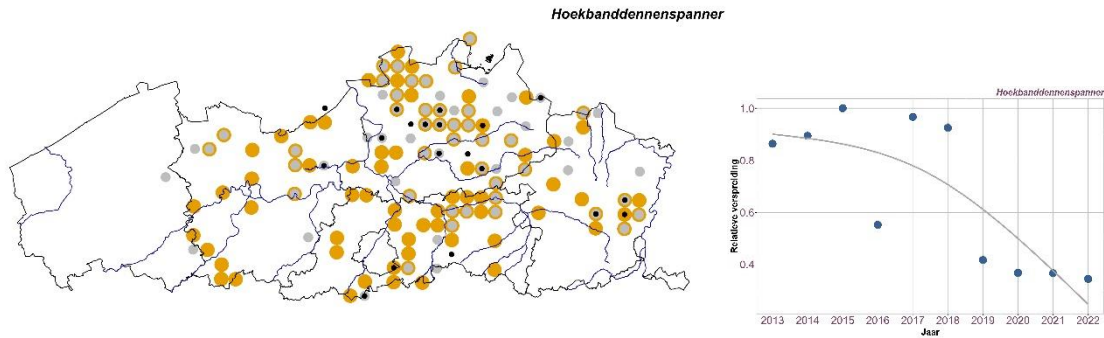 Hoekbanddennenspanner
Hoekbanddennenspanner
1.0
0.8
0.6
0.4
Relatieve verspreiding
2013 2014 2015 2016 2017 2018 2019 2020 2021 2022
Jaar